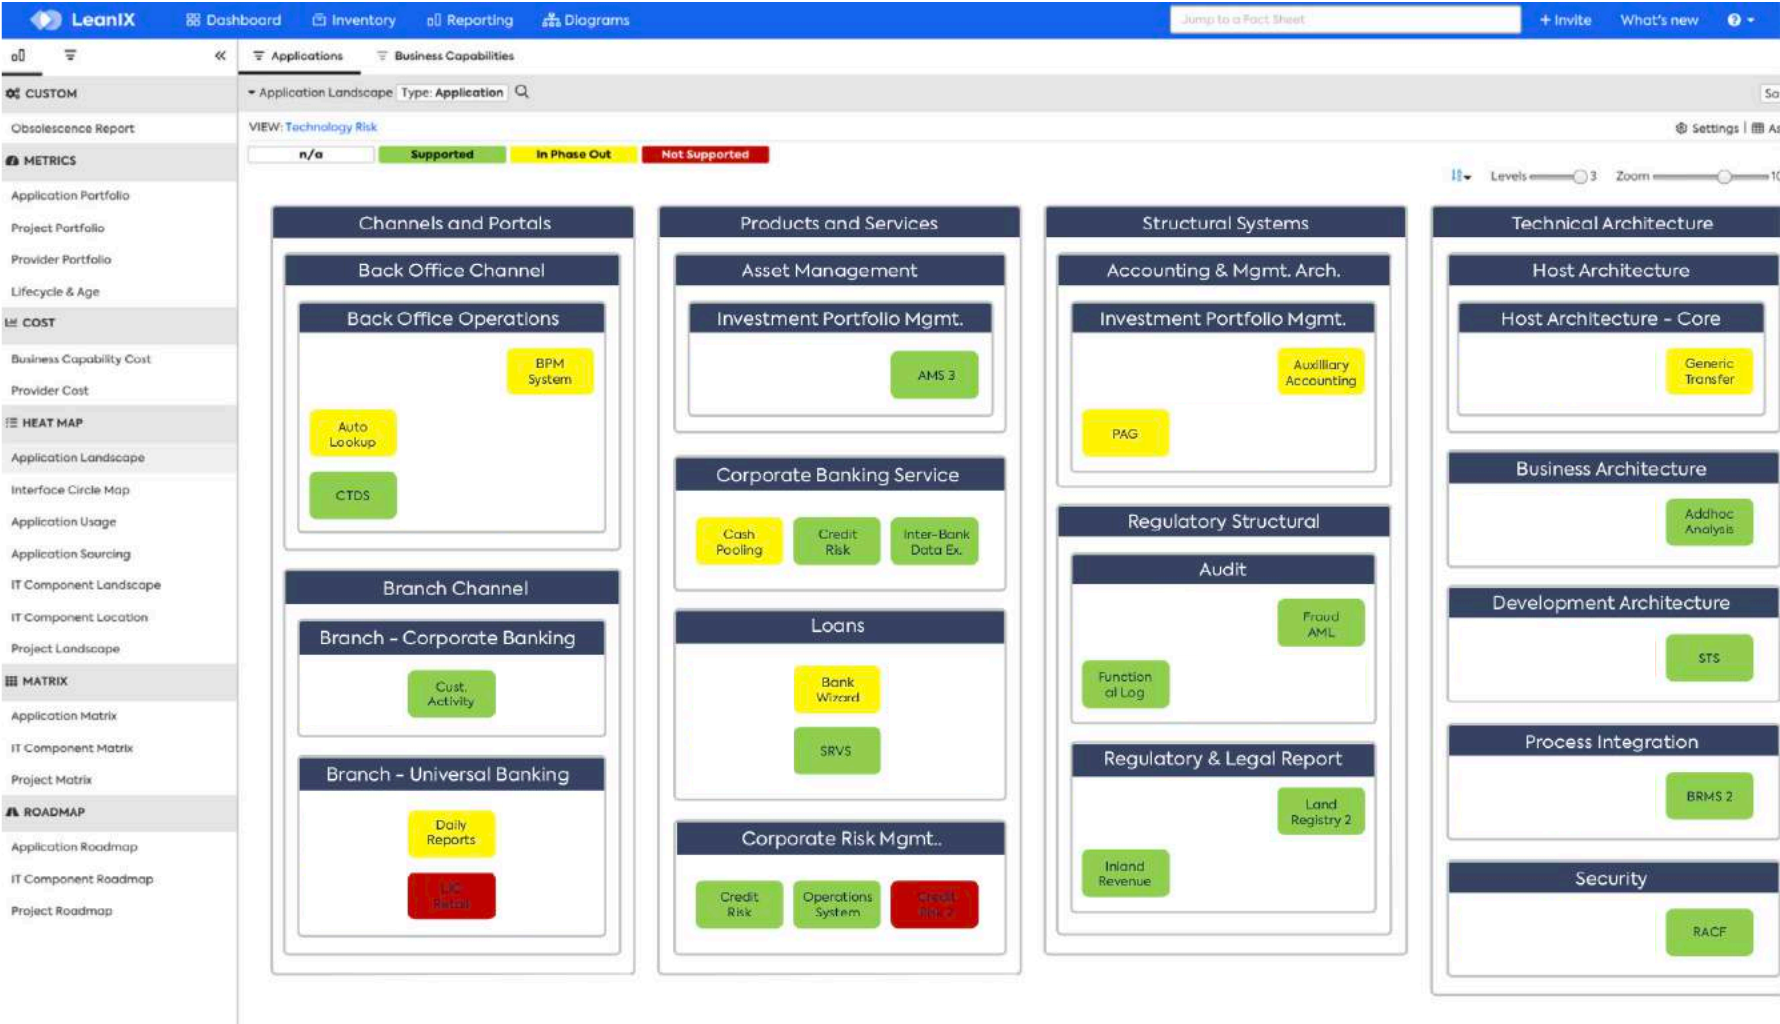 LeanIX
Dashboard
Inventory
Reporting
Diagrams
Jump to a Fact Sheet
+ Invite
What's new
Applications
Business Capabilities
CUSTOM
Obsolescence Report
METRICS
Application Portfolio
Project Portfolio
Provider Portfolio
Lifecycle & Age
COST
Business Capability Cost
Provider Cost
HEAT MAP
Application Landscape
Interface Circle Map
Application Usage
Application Sourcing
IT Component Landscape
IT Component Location
Project Landscape
MATRIX
Application Matrix
IT Component Matrix
Project Matrix
ROADMAP
Application Roadmap
IT Component Roadmap
Project Roadmap
Application Landscape Type: Application
Sa
VIEW: Technology Risk
Settings | As
n/a
Supported
In Phase Out
Not Supported
Levels 3
Zoom 10
Channels and Portals
Back Office Channel
Back Office Operations
BPM
System
Auto
Lookup
CTDS
Branch Channel
Branch - Corporate Banking
Cust.
Activity
Branch - Universal Banking
Daily
Reports
Retail
Products and Services
Asset Management
Investment Portfolio Mgmt.
AMS 3
Corporate Banking Service
Cash
Pooling
Credit
Risk
Inter-Bank
Data Ex.
Loans
Bank
Wizard
SRVS
Corporate Risk Mgmt..
Credit
Risk
Operations
System
Credit
Risk 2
Structural Systems
Accounting & Mgmt. Arch.
Investment Portfolio Mgmt.
Auxilliary
Accounting
PAG
Regulatory Structural
Audit
Fraud
AML
Function
al Log
Regulatory & Legal Report
Land
Registry 2
Inland
Revenue
Technical Architecture
Host Architecture
Host Architecture - Core
Generic
Transfer
Business Architecture
Addhoc
Analysis
Development Architecture
STS
Process Integration
BRMS 2
Security
RACF